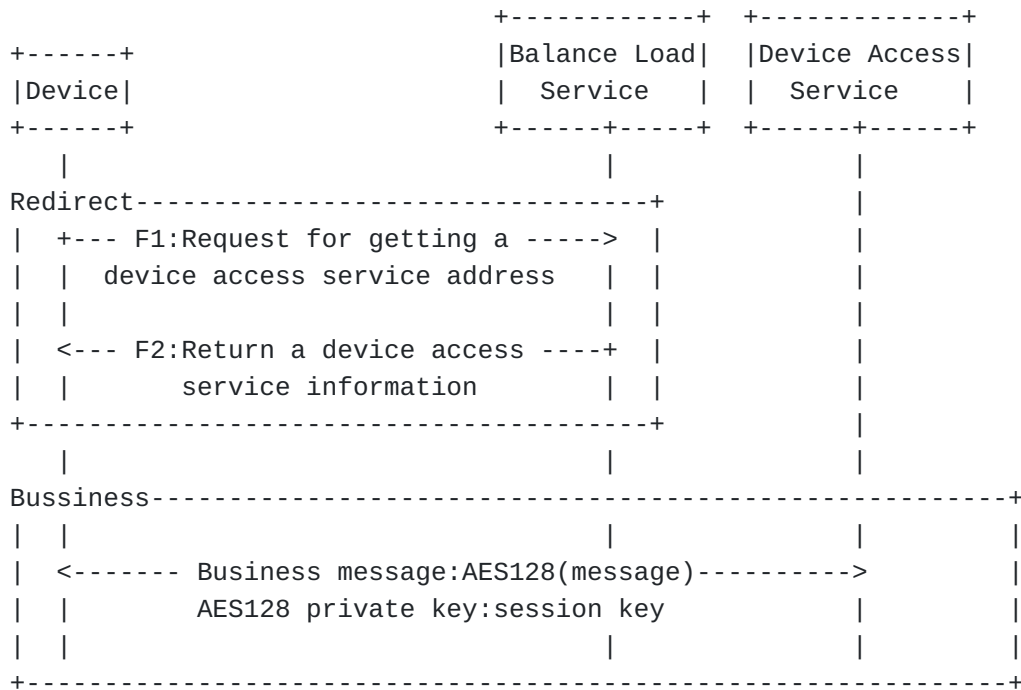 +------------+  +-------------+
+------+                       |Balance Load|  |Device Access|
|Device|                       |  Service   |  |  Service    |
+------+                       +------+-----+  +------+------+
   |                                  |               |
Redirect---------------------------------+            |
|  +--- F1:Request for getting a ----->  |            |
|  |  device access service address   |  |            |
|  |                                  |  |            |
|  <--- F2:Return a device access ----+  |            |
|  |       service information        |  |            |
+----------------------------------------+            |
   |                                  |               |
Bussiness-------------------------------------------------------+
|  |                                  |               |         |
|  <------- Business message:AES128(message)---------->         |
|  |        AES128 private key:session key            |         |
|  |                                  |               |         |
+---------------------------------------------------------------+